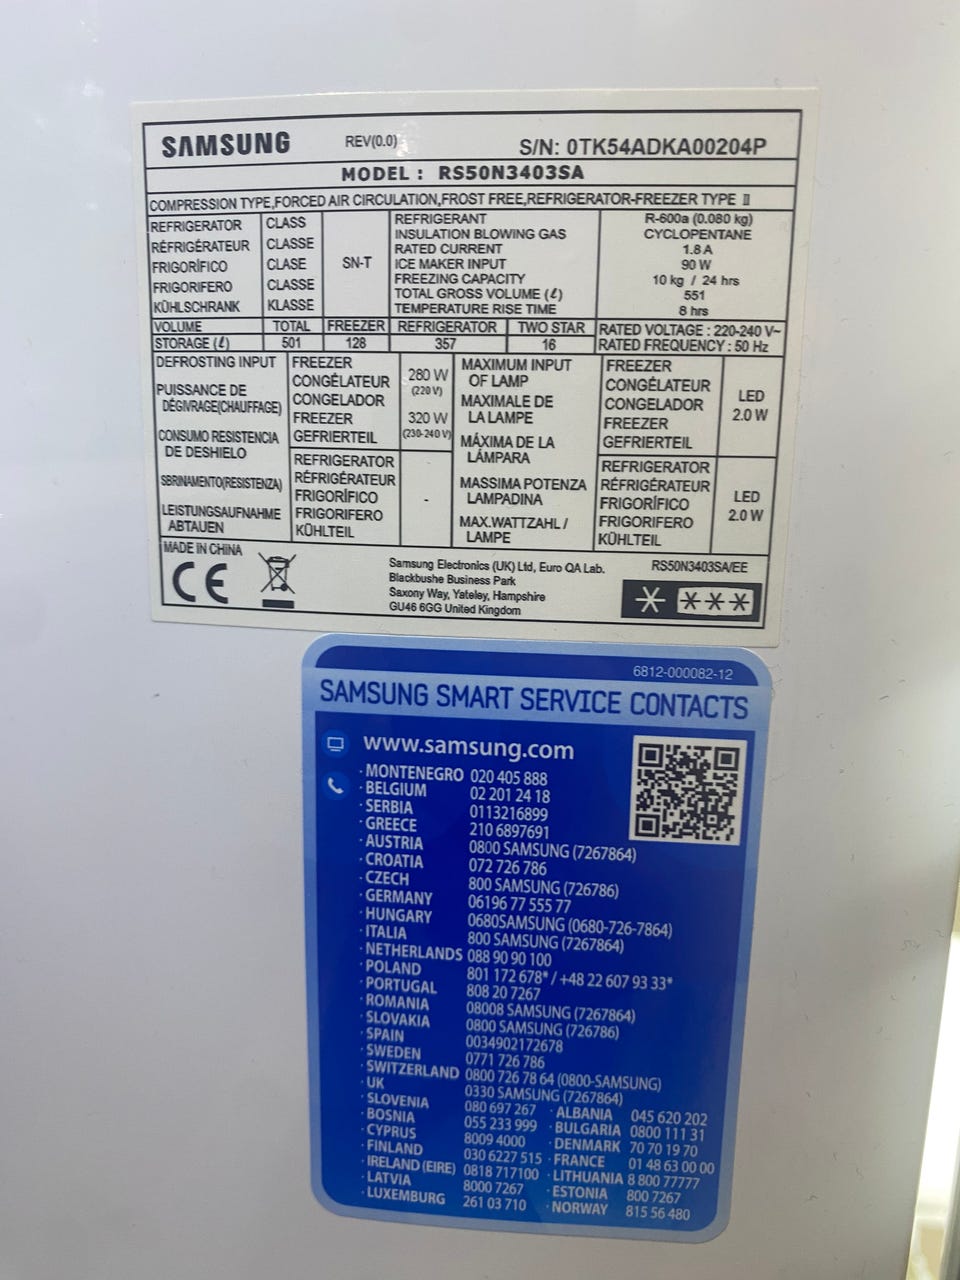 SAMSUNG REV(0.0) S/N: 0TK54ADKA00204P
MODEL : RS50N3403SA
COMPRESSION TYPE,FORCED AIR CIRCULATION,FROST FREE,REFRIGERATOR-FREEZER TYPE II
REFRIGERATOR CLASS
RÉFRIGÉRATEUR CLASSE
FRIGORÍFICO CLASE
FRIGORIFERO CLASSE
KÜHLSCHRANK KLASSE
SN-T
REFRIGERANT R-600a (0.080 kg)
INSULATION BLOWING GAS CYCLOPENTANE
RATED CURRENT 1.8 A
ICE MAKER INPUT 90 W
FREEZING CAPACITY 10 kg / 24 hrs
TOTAL GROSS VOLUME (ℓ) 551
TEMPERATURE RISE TIME 8 hrs
VOLUME TOTAL FREEZER REFRIGERATOR TWO STAR
STORAGE (ℓ) 501 128 357 16
RATED VOLTAGE : 220-240 V~
RATED FREQUENCY : 50 Hz
DEFROSTING INPUT
PUISSANCE DE
DÉGIVRAGE(CHAUFFAGE)
CONSUMO RESISTENCIA
DE DESHIELO
SBRINAMENTO(RESISTENZA)
LEISTUNGSAUFNAHME
ABTAUEN
FREEZER
CONGÉLATEUR
CONGELADOR
FREEZER
GEFRIERTEIL
280 W
(220 V)
320 W
(230-240 V)
REFRIGERATOR
RÉFRIGÉRATEUR
FRIGORÍFICO
FRIGORIFERO
KÜHLTEIL
-
MAXIMUM INPUT
OF LAMP
MAXIMALE DE
LA LAMPE
MÁXIMA DE LA
LÁMPARA
MASSIMA POTENZA
LAMPADINA
MAX.WATTZAHL /
LAMPE
FREEZER
CONGÉLATEUR
CONGELADOR
FREEZER
GEFRIERTEIL
LED
2.0 W
REFRIGERATOR
RÉFRIGÉRATEUR
FRIGORÍFICO
FRIGORIFERO
KÜHLTEIL
LED
2.0 W
MADE IN CHINA
CE
Samsung Electronics (UK) Ltd, Euro QA Lab.
Blackbushe Business Park
Saxony Way, Yateley, Hampshire
GU46 6GG United Kingdom
RS50N3403SA/EE
6812-000082-12
SAMSUNG SMART SERVICE CONTACTS
www.samsung.com
· MONTENEGRO 020 405 888
· BELGIUM 02 201 24 18
· SERBIA 0113216899
· GREECE 210 6897691
· AUSTRIA 0800 SAMSUNG (7267864)
· CROATIA 072 726 786
· CZECH 800 SAMSUNG (726786)
· GERMANY 06196 77 555 77
· HUNGARY 0680SAMSUNG (0680-726-7864)
· ITALIA 800 SAMSUNG (7267864)
· NETHERLANDS 088 90 90 100
· POLAND 801 172 678* / +48 22 607 93 33*
· PORTUGAL 808 20 7267
· ROMANIA 08008 SAMSUNG (7267864)
· SLOVAKIA 0800 SAMSUNG (726786)
· SPAIN 0034902172678
· SWEDEN 0771 726 786
· SWITZERLAND 0800 726 78 64 (0800-SAMSUNG)
· UK 0330 SAMSUNG (7267864)
· SLOVENIA 080 697 267 · ALBANIA 045 620 202
· BOSNIA 055 233 999 · BULGARIA 0800 111 31
· CYPRUS 8009 4000 · DENMARK 70 70 19 70
· FINLAND 030 6227 515 · FRANCE 01 48 63 00 00
· IRELAND (EIRE) 0818 717100 · LITHUANIA 8 800 77777
· LATVIA 8000 7267 · ESTONIA 800 7267
· LUXEMBURG 261 03 710 · NORWAY 815 56 480